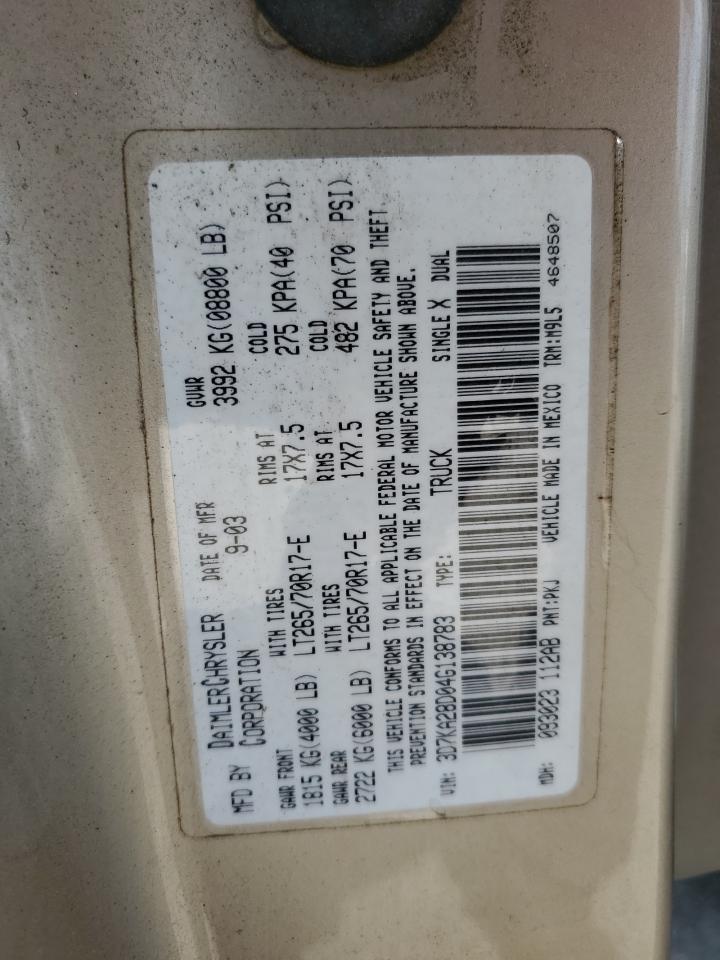 MFD BY DAIMLERCHRYSLER CORPORATION
DATE OF MFR 9-03
GVWR 3992 KG(08800 LB)
GAWR FRONT WITH TIRES RIMS AT COLD
1815 KG(4000 LB) LT265/70R17-E 17X7.5 275 KPA(40 PSI)
GAWR REAR WITH TIRES RIMS AT COLD
2722 KG(6000 LB) LT265/70R17-E 17X7.5 482 KPA(70 PSI)
THIS VEHICLE CONFORMS TO ALL APPLICABLE FEDERAL MOTOR VEHICLE SAFETY AND THEFT
PREVENTION STANDARDS IN EFFECT ON THE DATE OF MANUFACTURE SHOWN ABOVE.
VIN: 3D7KA28D04G138783 TYPE: TRUCK SINGLE X DUAL
MDH: 093023 112AB PNT:PKJ VEHICLE MADE IN MEXICO TRM:M9L5
4648507